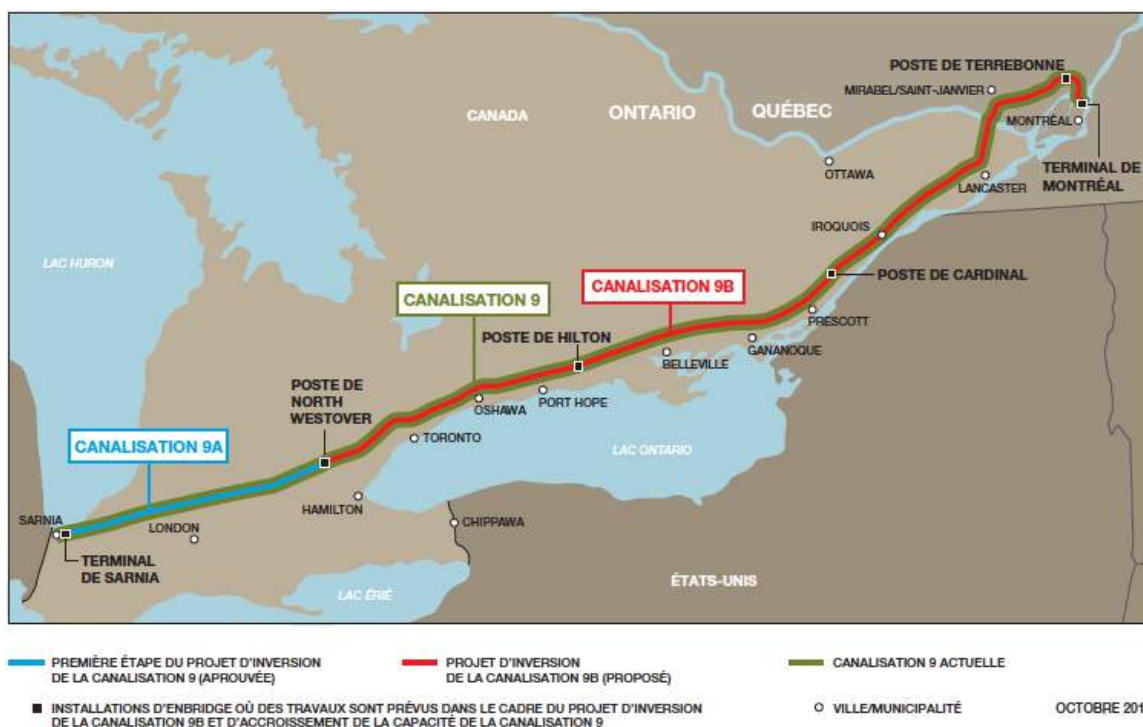 POSTE DE TERREBONNE
MIRABEL/SAINT-JANVIER
CANADA
ONTARIO
QUÉBEC
MONTRÉAL
OTTAWA
TERMINAL DE
MONTRÉAL
LANCASTER
IROQUOIS
LAC HURON
POSTE DE CARDINAL
CANALISATION 9
CANALISATION 9B
PRESCOTT
POSTE DE HILTON
GANANOQUE
BELLEVILLE
POSTE DE
NORTH
WESTOVER
PORT HOPE
OSHAWA
TORONTO
CANALISATION 9A
LAC ONTARIO
HAMILTON
SARNIA
LONDON
CHIPPAWA
TERMINAL
DE SARNIA
ÉTATS-UNIS
LAC ÉRIÉ
PREMIÈRE ÉTAPE DU PROJET D'INVERSION
DE LA CANALISATION 9 (APROUVÉE)
PROJET D'INVERSION
DE LA CANALISATION 9B (PROPOSÉ)
CANALISATION 9 ACTUELLE
INSTALLATIONS D'ENBRIDGE OÙ DES TRAVAUX SONT PRÉVUS DANS LE CADRE DU PROJET D'INVERSION
DE LA CANALISATION 9B ET D'ACCROISSEMENT DE LA CAPACITÉ DE LA CANALISATION 9
VILLE/MUNICIPALITÉ
OCTOBRE 201